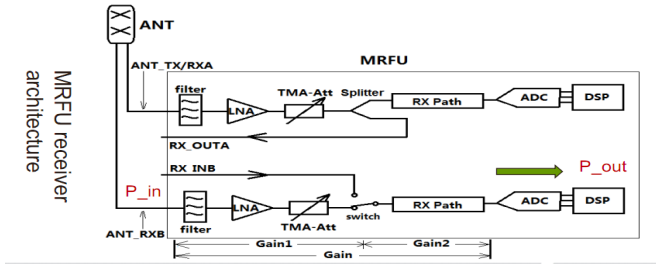 MRFU receiver
architecture
ANT
ANT_TX/RXA
MRFU
filter
LNA
TMA-Att
Splitter
RX Path
ADC
DSP
RX_OUTA
RX INB
P_in
P_out
LNA
TMA-Att
switch
RX Path
ADC
DSP
filter
ANT_RXB
Gain1
Gain2
Gain